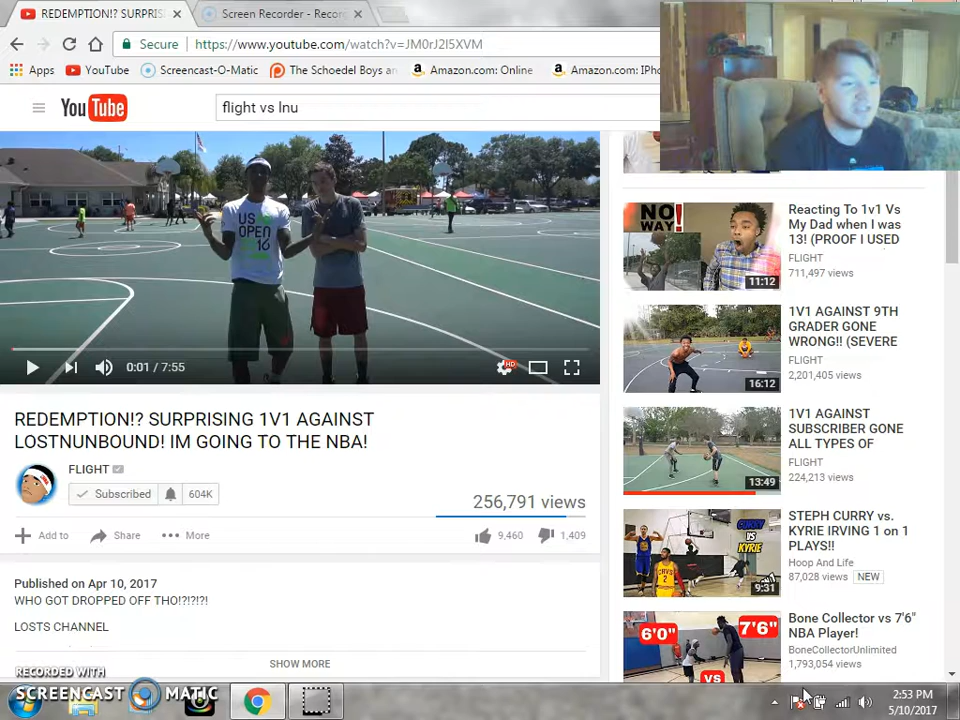 REDEMPTION!? SURPRIS
Screen Recorder - Recor
Secure
https://www.youtube.com/watch?v=JM0rJ2I5XVM
Apps
YouTube
Screencast-O-Matic
The Schoedel Boys an
Amazon.com: Online
Amazon.com: IPho
YouTube
flight vs lnu
US
OPEN
2016
0:01 / 7:55
HD
REDEMPTION!? SURPRISING 1V1 AGAINST
LOSTNUNBOUND! IM GOING TO THE NBA!
FLIGHT
Subscribed
604K
256,791 views
Add to
Share
More
9,460
1,409
Published on Apr 10, 2017
WHO GOT DROPPED OFF THO!?!?!?!
LOSTS CHANNEL
SHOW MORE
NO
WAY!
11:12
Reacting To 1v1 Vs
My Dad when I was
13! (PROOF I USED
FLIGHT
711,497 views
16:12
1V1 AGAINST 9TH
GRADER GONE
WRONG!! (SEVERE
FLIGHT
2,201,405 views
13:49
1V1 AGAINST
SUBSCRIBER GONE
ALL TYPES OF
FLIGHT
224,213 views
CURRY
VS
KYRIE
9:31
STEPH CURRY vs.
KYRIE IRVING 1 on 1
PLAYS!!
Hoop And Life
87,028 views
NEW
6'0"
7'6"
VS
Bone Collector vs 7'6"
NBA Player!
BoneCollectorUnlimited
1,793,054 views
RECORDED WITH
SCREENCAST MATIC
2:53 PM
5/10/2017